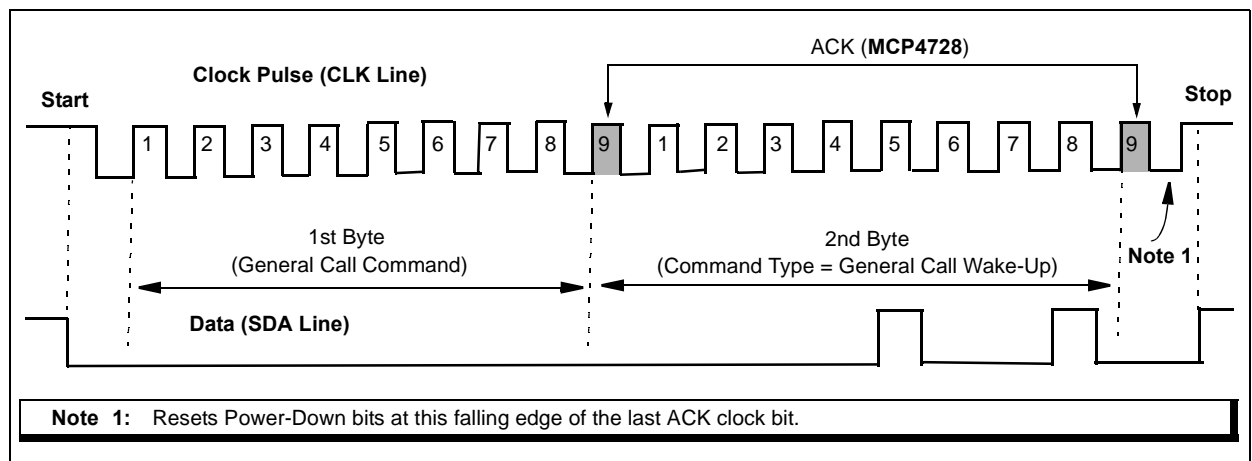 ACK (MCP4728)
Clock Pulse (CLK Line)
Start
Stop
1 2 3 4 5 6 7 8 9 1 2 3 4 5 6 7 8 9
1st Byte
(General Call Command)
2nd Byte
(Command Type = General Call Wake-Up)
Note 1
Data (SDA Line)
Note 1: Resets Power-Down bits at this falling edge of the last ACK clock bit.